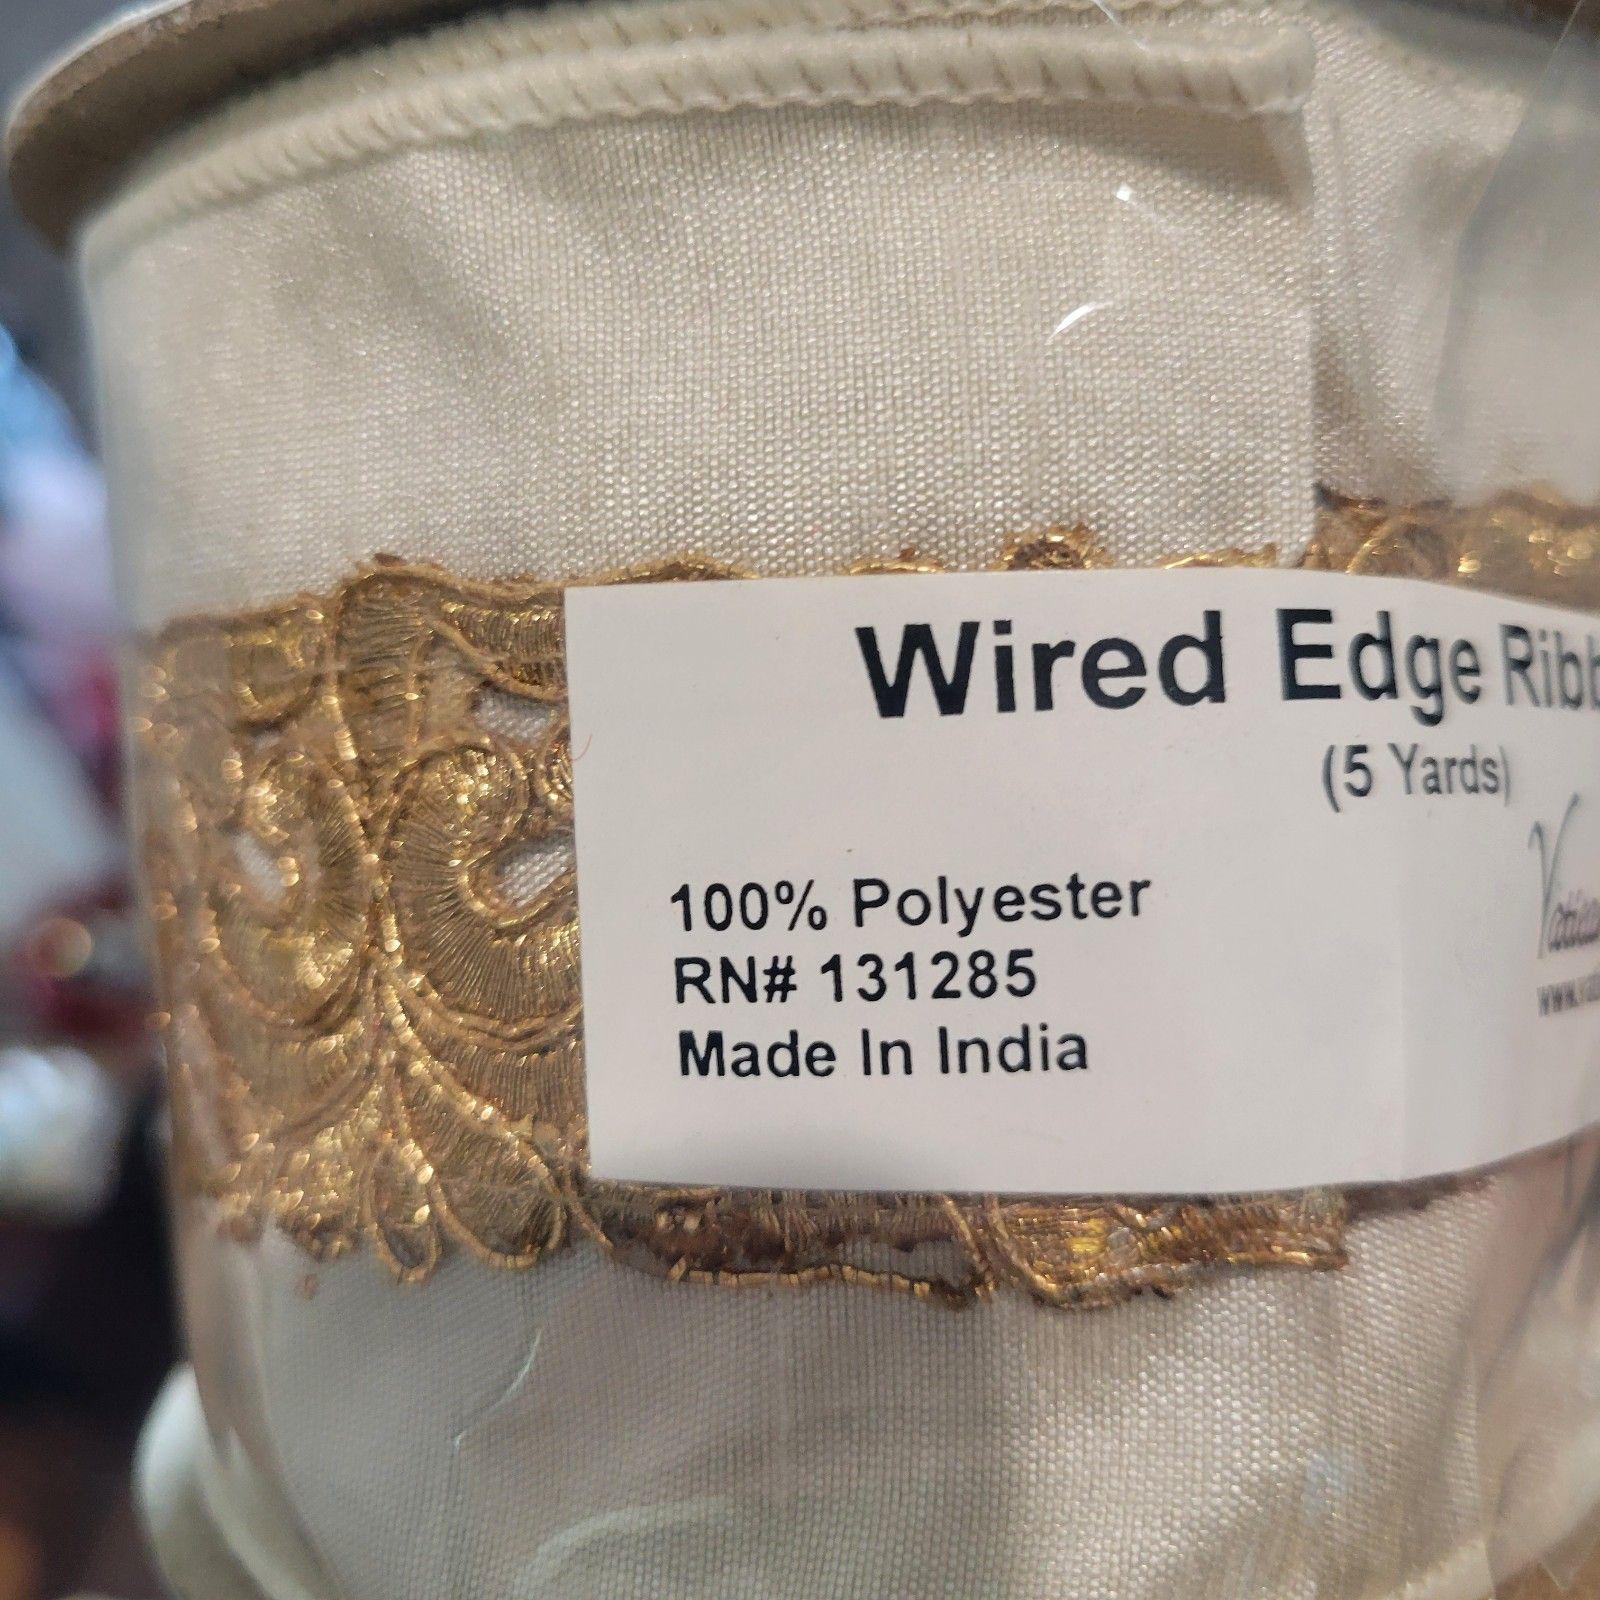 Wired Edge Ribb
(5 Yards)
100% Polyester
RN# 131285
Made In India